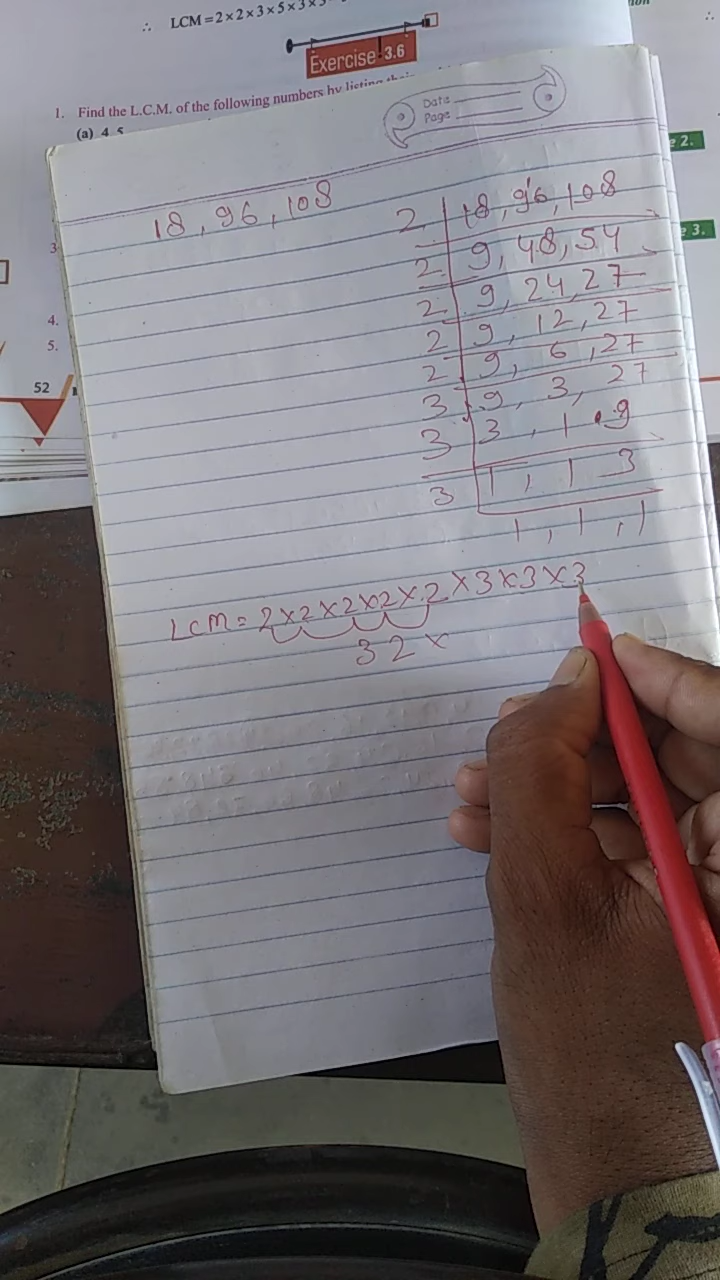 ∴ LCM = 2 × 2 × 3 × 5 × 3 × 3
Exercise 3.6
1. Find the L.C.M. of the following numbers by listing their
(a) 4, 5
Date
Page
e 2.
18, 96, 108
2 | 18, 96, 108
3
e 3.
2 | 9, 48, 54
2 | 9, 24, 27
4.
2 | 9, 12, 27
5.
2 | 9, 6, 27
52
3 | 9, 3, 27
3 | 3, 1, 9
3 | 1, 1 3
1, 1, 1
LCM = 2 × 2 × 2 × 2 × 2 × 3 × 3 × 3
32 ×